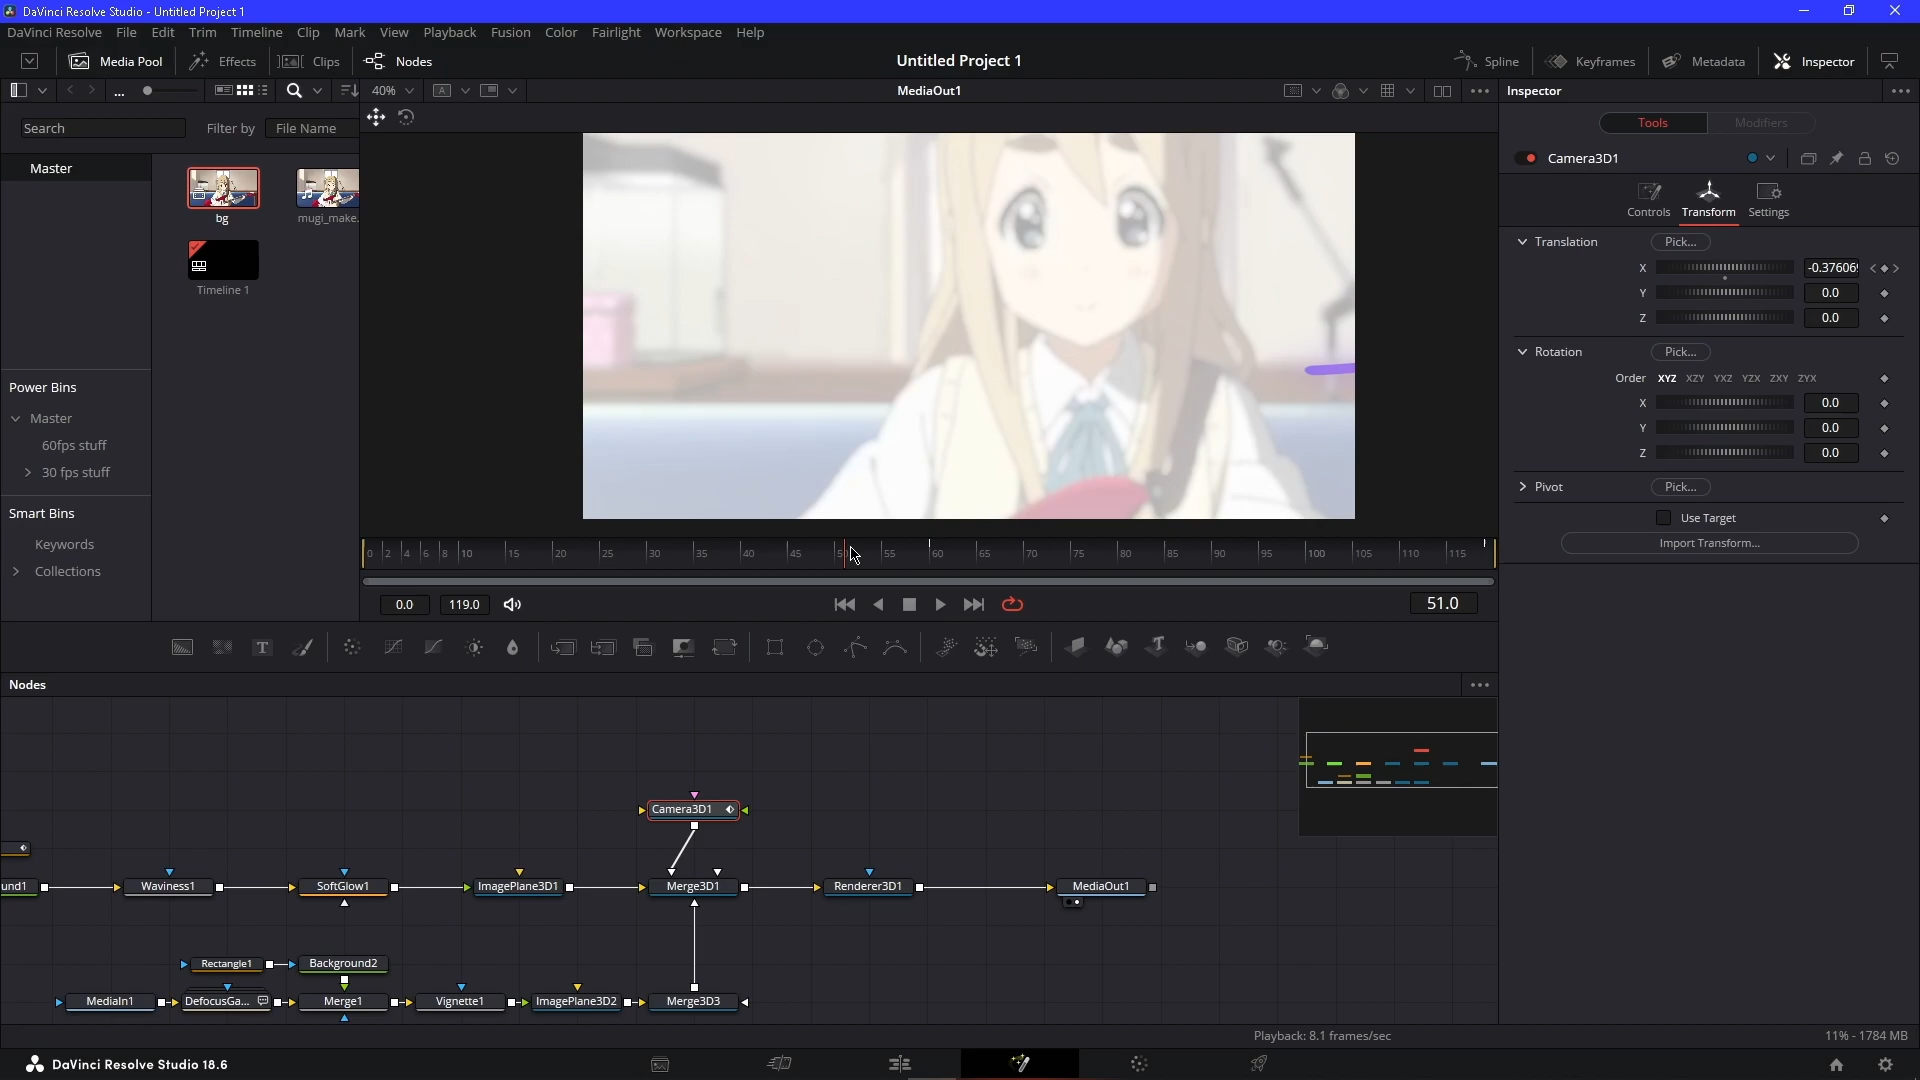 DaVinci Resolve Studio - Untitled Project 1
DaVinci Resolve File Edit Trim Timeline Clip Mark View Playback Fusion Color Fairlight Workspace Help
Media Pool Effects Clips Nodes Untitled Project 1 Spline Keyframes Metadata Inspector
... 40% A MediaOut1 Inspector
Search Filter by File Name
Tools Modifiers
Master
Camera3D1
bg mugi_make.
Controls Transform Settings
Timeline 1
Translation Pick...
X -0.37606
Y 0.0
Z 0.0
Rotation Pick...
Order XYZ XZY YXZ YZX ZXY ZYX
X 0.0
Y 0.0
Z 0.0
Pivot Pick...
Use Target
Import Transform...
Power Bins
Master
60fps stuff
30 fps stuff
Smart Bins
Keywords
Collections
0 2 4 6 8 10 15 20 25 30 35 40 45 55 60 65 70 75 80 85 90 95 100 105 110 115
0.0 119.0 51.0
Nodes
Camera3D1
und1 Waviness1 SoftGlow1 ImagePlane3D1 Merge3D1 Renderer3D1 MediaOut1
Rectangle1 Background2
MediaIn1 DefocusGa... Merge1 Vignette1 ImagePlane3D2 Merge3D3
Playback: 8.1 frames/sec 11% - 1784 MB
DaVinci Resolve Studio 18.6